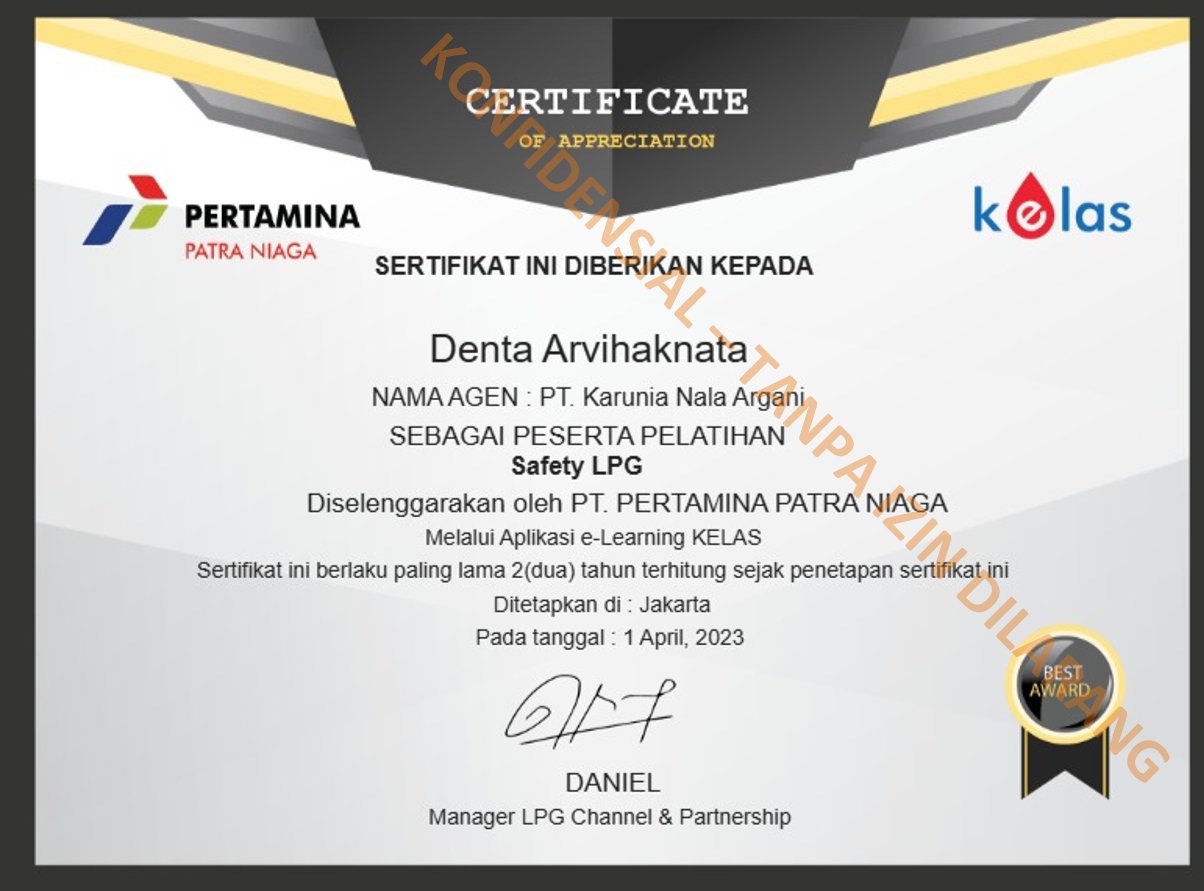 CERTIFICATE
OF APPRECIATION
PERTAMINA
PATRA NIAGA
kelas
SERTIFIKAT INI DIBERIKAN KEPADA
Denta Arvihaknata
NAMA AGEN : PT. Karunia Nala Argani
SEBAGAI PESERTA PELATIHAN
Safety LPG
Diselenggarakan oleh PT. PERTAMINA PATRA NIAGA
Melalui Aplikasi e-Learning KELAS
Sertifikat ini berlaku paling lama 2(dua) tahun terhitung sejak penetapan sertifikat ini
Ditetapkan di : Jakarta
Pada tanggal : 1 April, 2023
BEST
AWARD
DANIEL
Manager LPG Channel & Partnership
KONFIDENSIAL – TANPA IZIN DILARANG